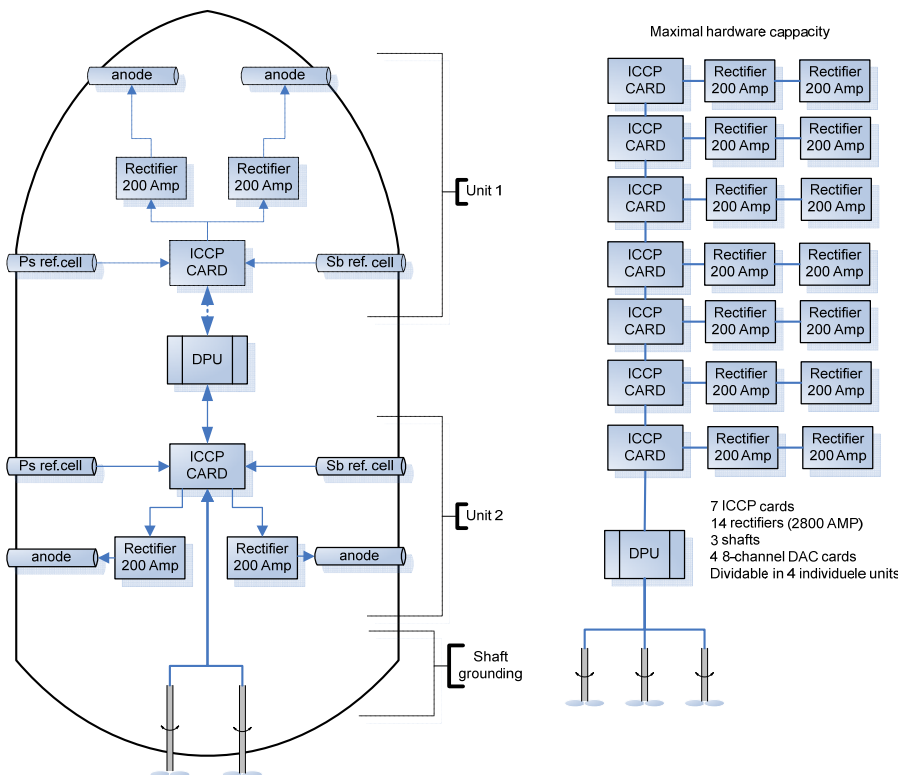 anode
anode
Rectifier
200 Amp
Rectifier
200 Amp
Unit 1
Ps ref.cell
ICCP
CARD
Sb ref. cell
DPU
Ps ref.cell
ICCP
CARD
Sb ref. cell
Unit 2
anode
Rectifier
200 Amp
Rectifier
200 Amp
anode
Shaft
grounding
Maximal hardware cappacity
ICCP
CARD
Rectifier
200 Amp
Rectifier
200 Amp
ICCP
CARD
Rectifier
200 Amp
Rectifier
200 Amp
ICCP
CARD
Rectifier
200 Amp
Rectifier
200 Amp
ICCP
CARD
Rectifier
200 Amp
Rectifier
200 Amp
ICCP
CARD
Rectifier
200 Amp
Rectifier
200 Amp
ICCP
CARD
Rectifier
200 Amp
Rectifier
200 Amp
ICCP
CARD
Rectifier
200 Amp
Rectifier
200 Amp
7 ICCP cards
14 rectifiers (2800 AMP)
3 shafts
4 8-channel DAC cards
Dividable in 4 individuele units
DPU